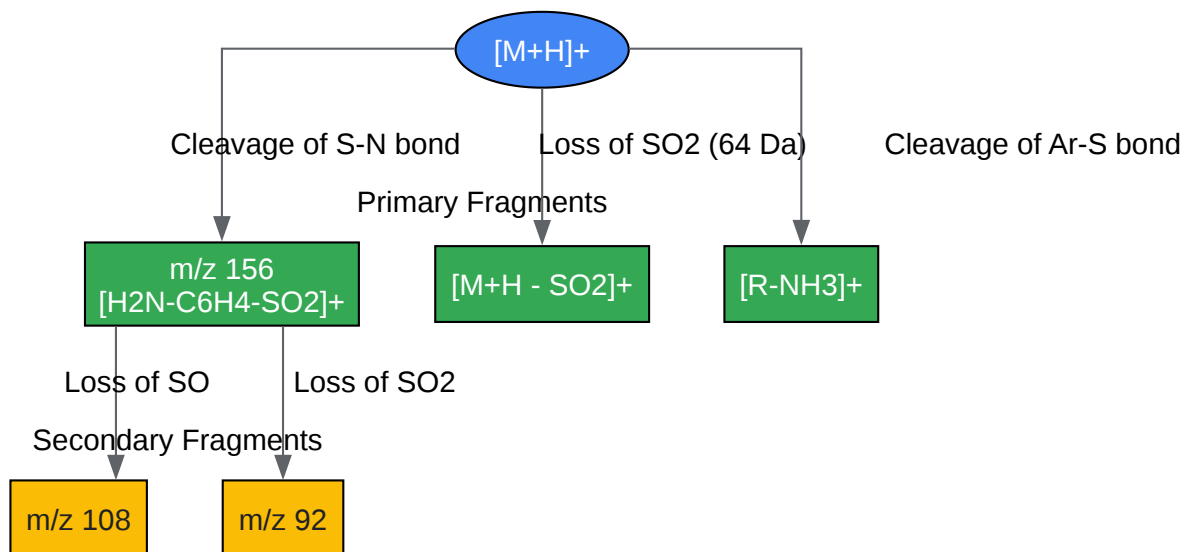 [M+H]+
Cleavage of S-N bond
Loss of SO2 (64 Da)
Cleavage of Ar-S bond
Primary Fragments
m/z 156
[H2N-C6H4-SO2]+
[M+H - SO2]+
[R-NH3]+
Loss of SO
Loss of SO2
Secondary Fragments
m/z 108
m/z 92